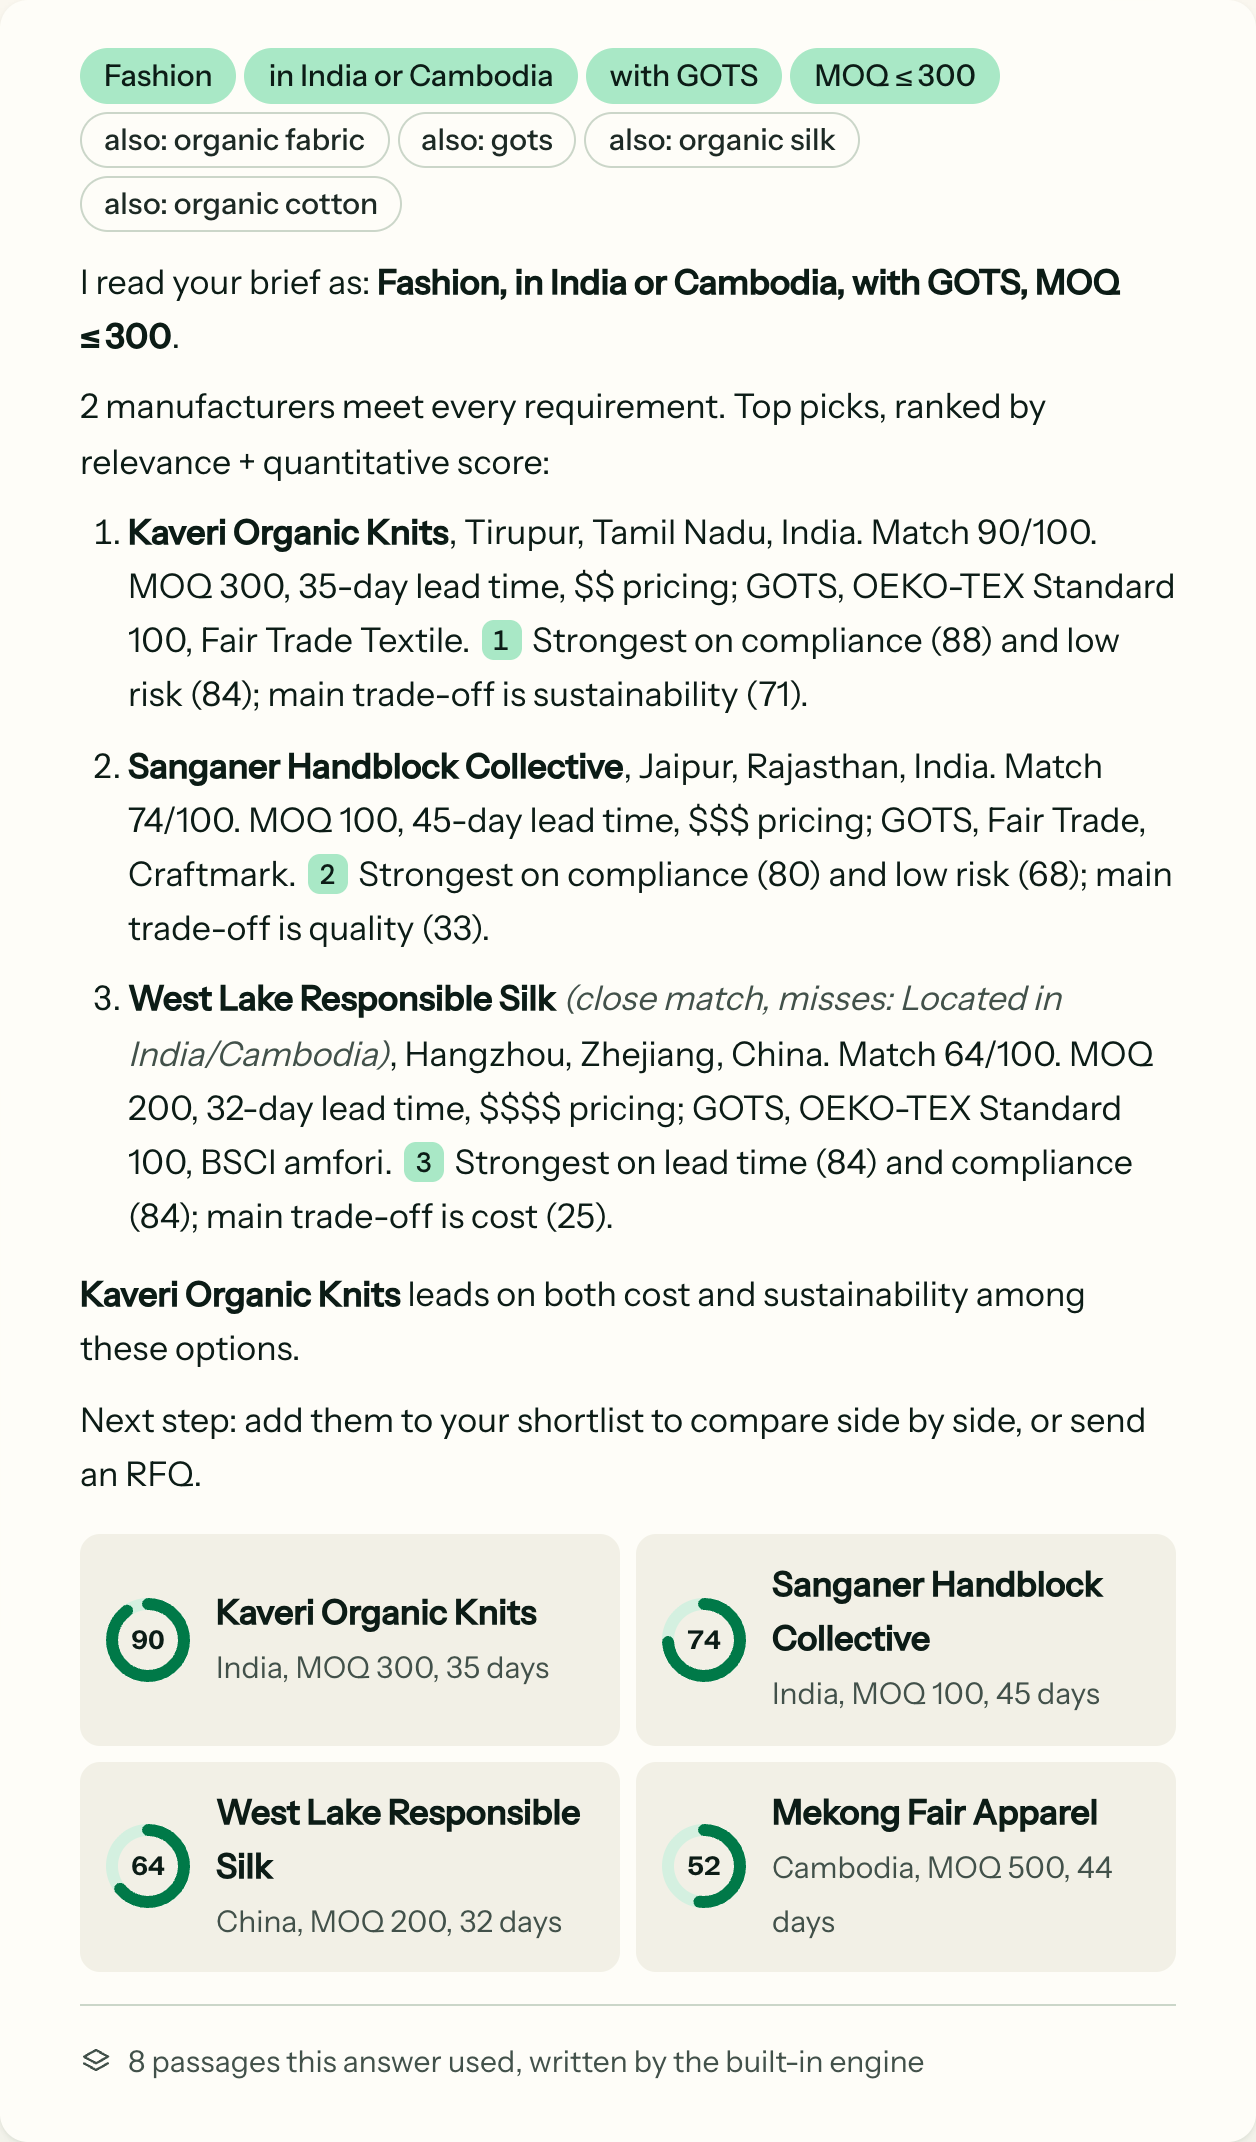 Fashion in India or Cambodia with GOTS MOQ ≤ 300
also: organic fabric also: gots also: organic silk
also: organic cotton
I read your brief as: Fashion, in India or Cambodia, with GOTS, MOQ
≤ 300.
2 manufacturers meet every requirement. Top picks, ranked by
relevance + quantitative score:
1. Kaveri Organic Knits, Tirupur, Tamil Nadu, India. Match 90/100.
MOQ 300, 35-day lead time, $$ pricing; GOTS, OEKO-TEX Standard
100, Fair Trade Textile. 1 Strongest on compliance (88) and low
risk (84); main trade-off is sustainability (71).
2. Sanganer Handblock Collective, Jaipur, Rajasthan, India. Match
74/100. MOQ 100, 45-day lead time, $$$ pricing; GOTS, Fair Trade,
Craftmark. 2 Strongest on compliance (80) and low risk (68); main
trade-off is quality (33).
3. West Lake Responsible Silk (close match, misses: Located in
India/Cambodia), Hangzhou, Zhejiang, China. Match 64/100. MOQ
200, 32-day lead time, $$$$ pricing; GOTS, OEKO-TEX Standard
100, BSCI amfori. 3 Strongest on lead time (84) and compliance
(84); main trade-off is cost (25).
Kaveri Organic Knits leads on both cost and sustainability among
these options.
Next step: add them to your shortlist to compare side by side, or send
an RFQ.
90
Kaveri Organic Knits
India, MOQ 300, 35 days
74
Sanganer Handblock
Collective
India, MOQ 100, 45 days
64
West Lake Responsible
Silk
China, MOQ 200, 32 days
52
Mekong Fair Apparel
Cambodia, MOQ 500, 44
days
8 passages this answer used, written by the built-in engine